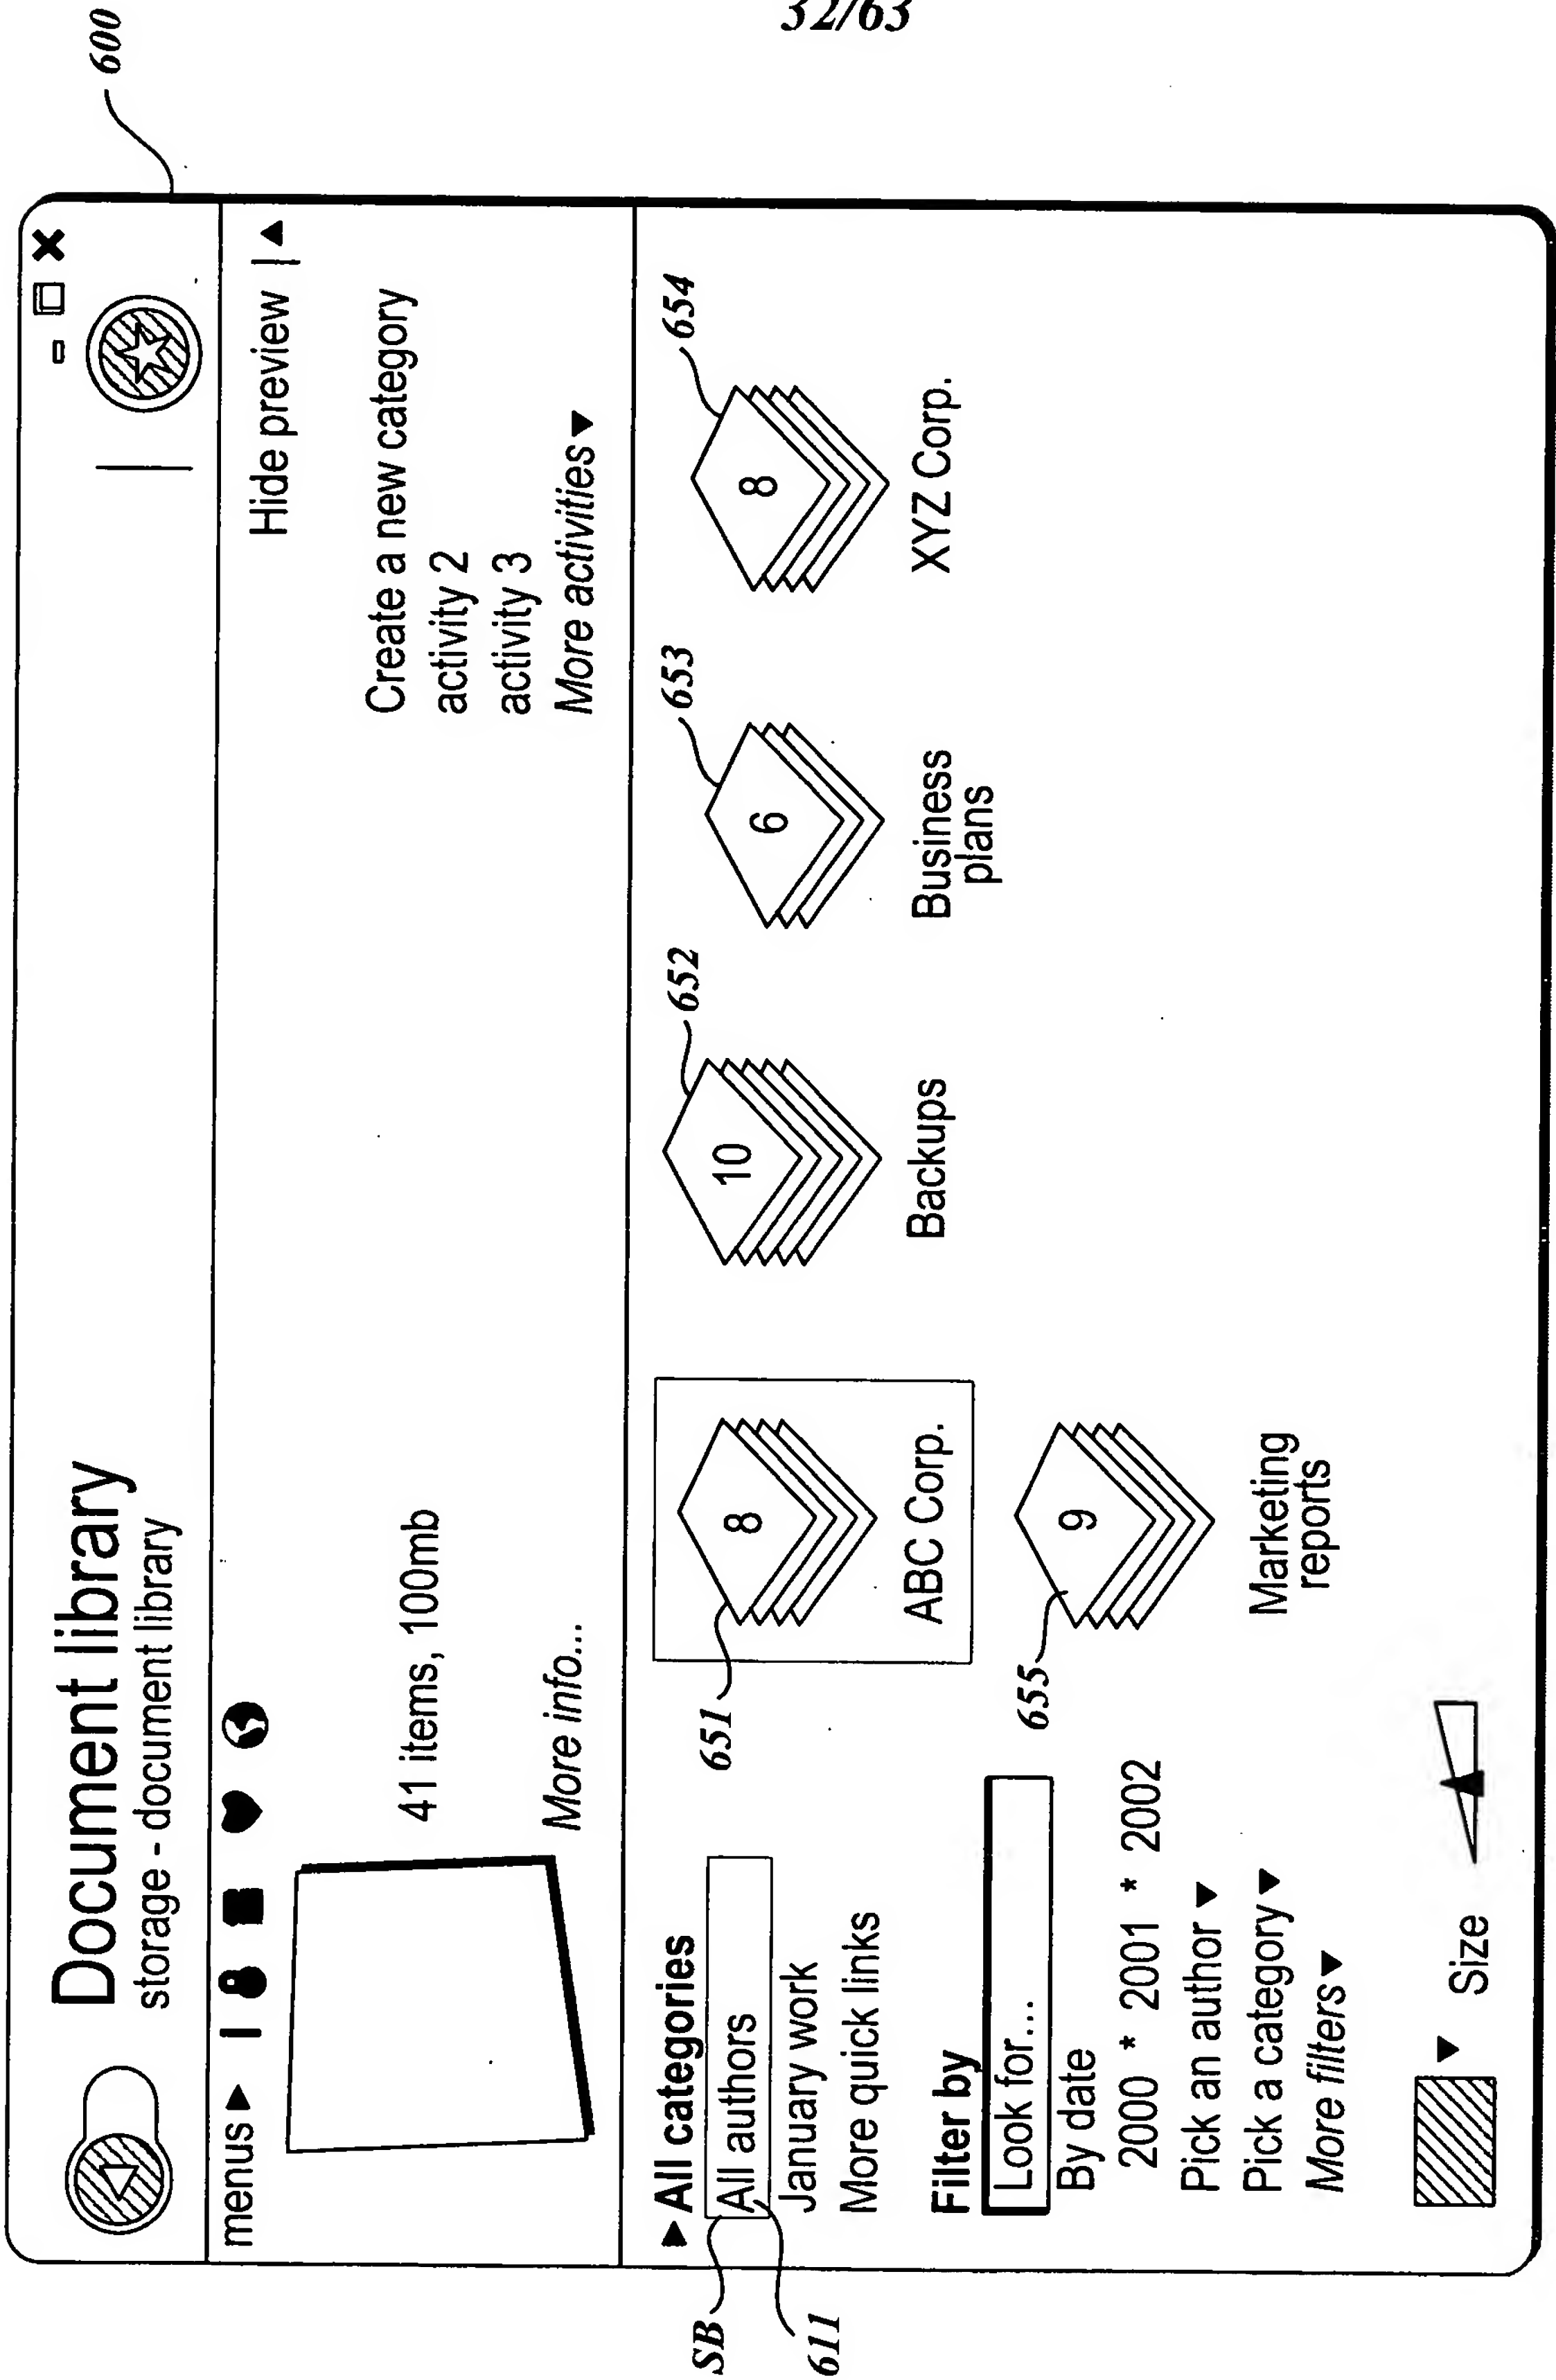 32/63
600
Document library
storage - document library
menus
Hide preview
41 items, 100mb
More info...
Create a new category
activity 2
activity 3
More activities
SB
611
All categories
All authors
January work
More quick links
Filter by
Look for...
By date
2000 * 2001 * 2002
Pick an author
Pick a category
More filters
Size
651
8
ABC Corp.
652
10
Backups
653
6
Business
plans
654
8
XYZ Corp.
655
9
Marketing
reports